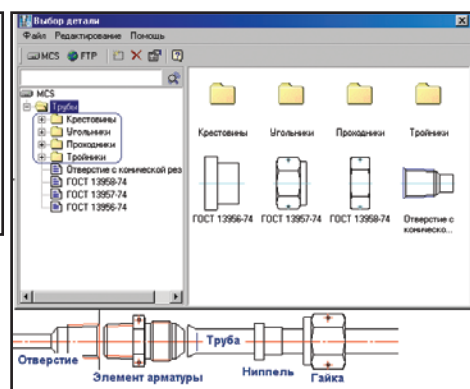 Выбор детали
Файл Редактирование Помощь
MCS FTP
MCS
Трубы
Крестовины
Угольники
Проходники
Тройники
Отверстие с конической рез
ГОСТ 13958-74
ГОСТ 13957-74
ГОСТ 13956-74
Крестовины Угольники Проходники Тройники
ГОСТ 13956-74 ГОСТ 13957-74 ГОСТ 13958-74 Отверстие с
коническо...
Отверстие Элемент арматуры Труба Ниппель Гайка